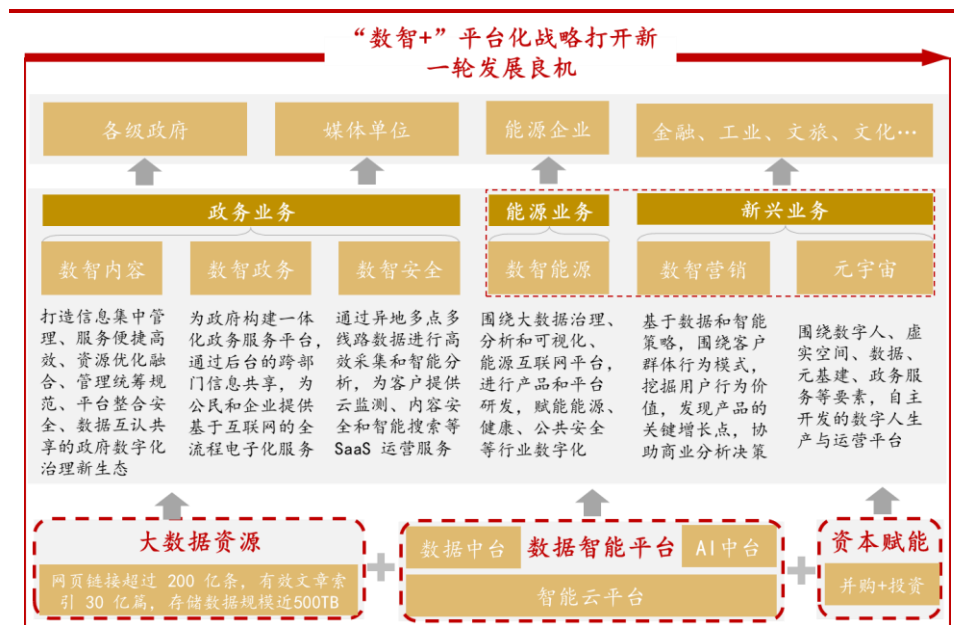 “数智+”平台化战略打开新
一轮发展良机
各级政府
媒体单位
能源企业
金融、工业、文旅、文化…
政务业务
能源业务
新兴业务
数智内容
数智政务
数智安全
数智能源
数智营销
元宇宙
打造信息集中管
理、服务便捷高
效、资源优化融
合、管理统筹规
范、平台整合安
全、数据互认共
享的政府数字化
治理新生态
为政府构建一体
化政务服务平台，
通过后台的跨部
门信息共享，为
公民和企业提供
基于互联网的全
流程电子化服务
通过异地多点多
线路数据进行高
效采集和智能分
析，为客户提供
云监测、内容安
全和智能搜索等
SaaS 运营服务
围绕大数据治理、
分析和可视化、
能源互联网平台，
进行产品和平台
研发，赋能能源、
健康、公共安全
等行业数字化
基于数据和智能
策略，围绕客户
群体行为模式，
挖掘用户行为价
值，发现产品的
关键增长点，协
助商业分析决策
围绕数字人、虚
实空间、数据、
元基建、政务服
务等要素，自主
开发的数字人生
产与运营平台
大数据资源
网页链接超过 200 亿条，有效文章索
引 30 亿篇，存储数据规模近500TB
数据中台
数据智能平台
AI中台
智能云平台
资本赋能
并购+投资